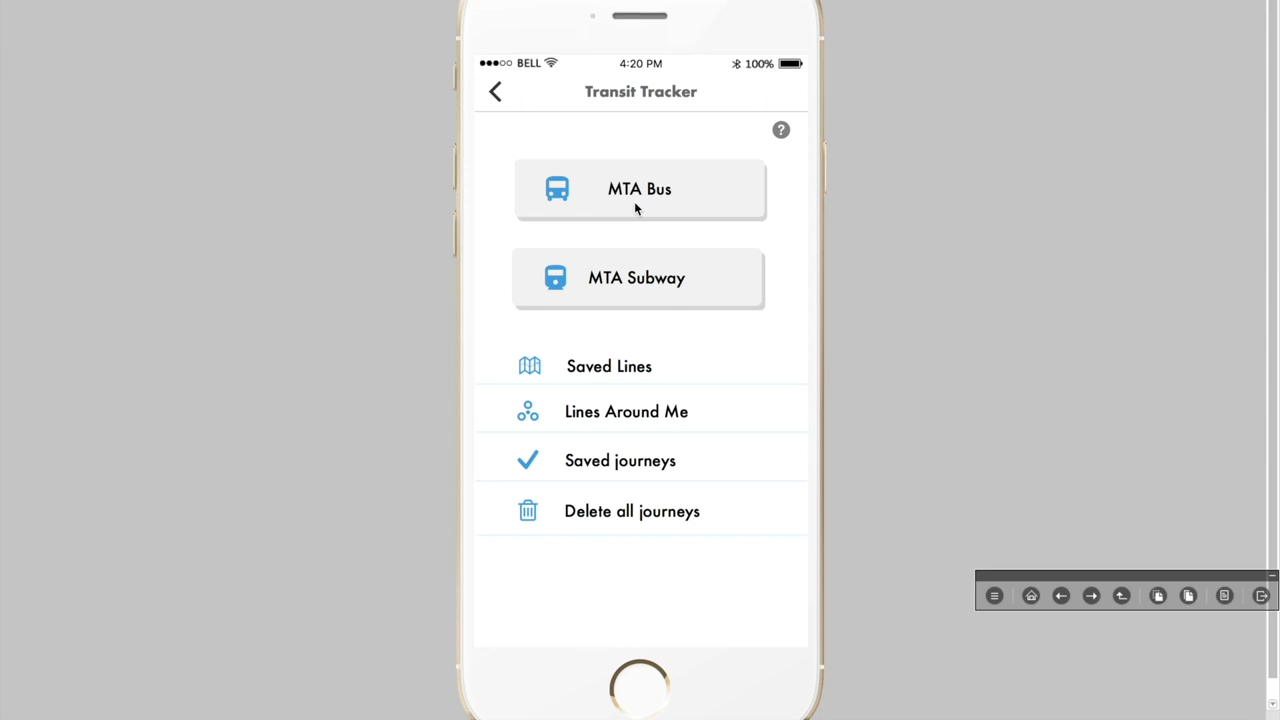 BELL 4:20 PM 100%
Transit Tracker
?
MTA Bus
MTA Subway
Saved Lines
Lines Around Me
Saved journeys
Delete all journeys